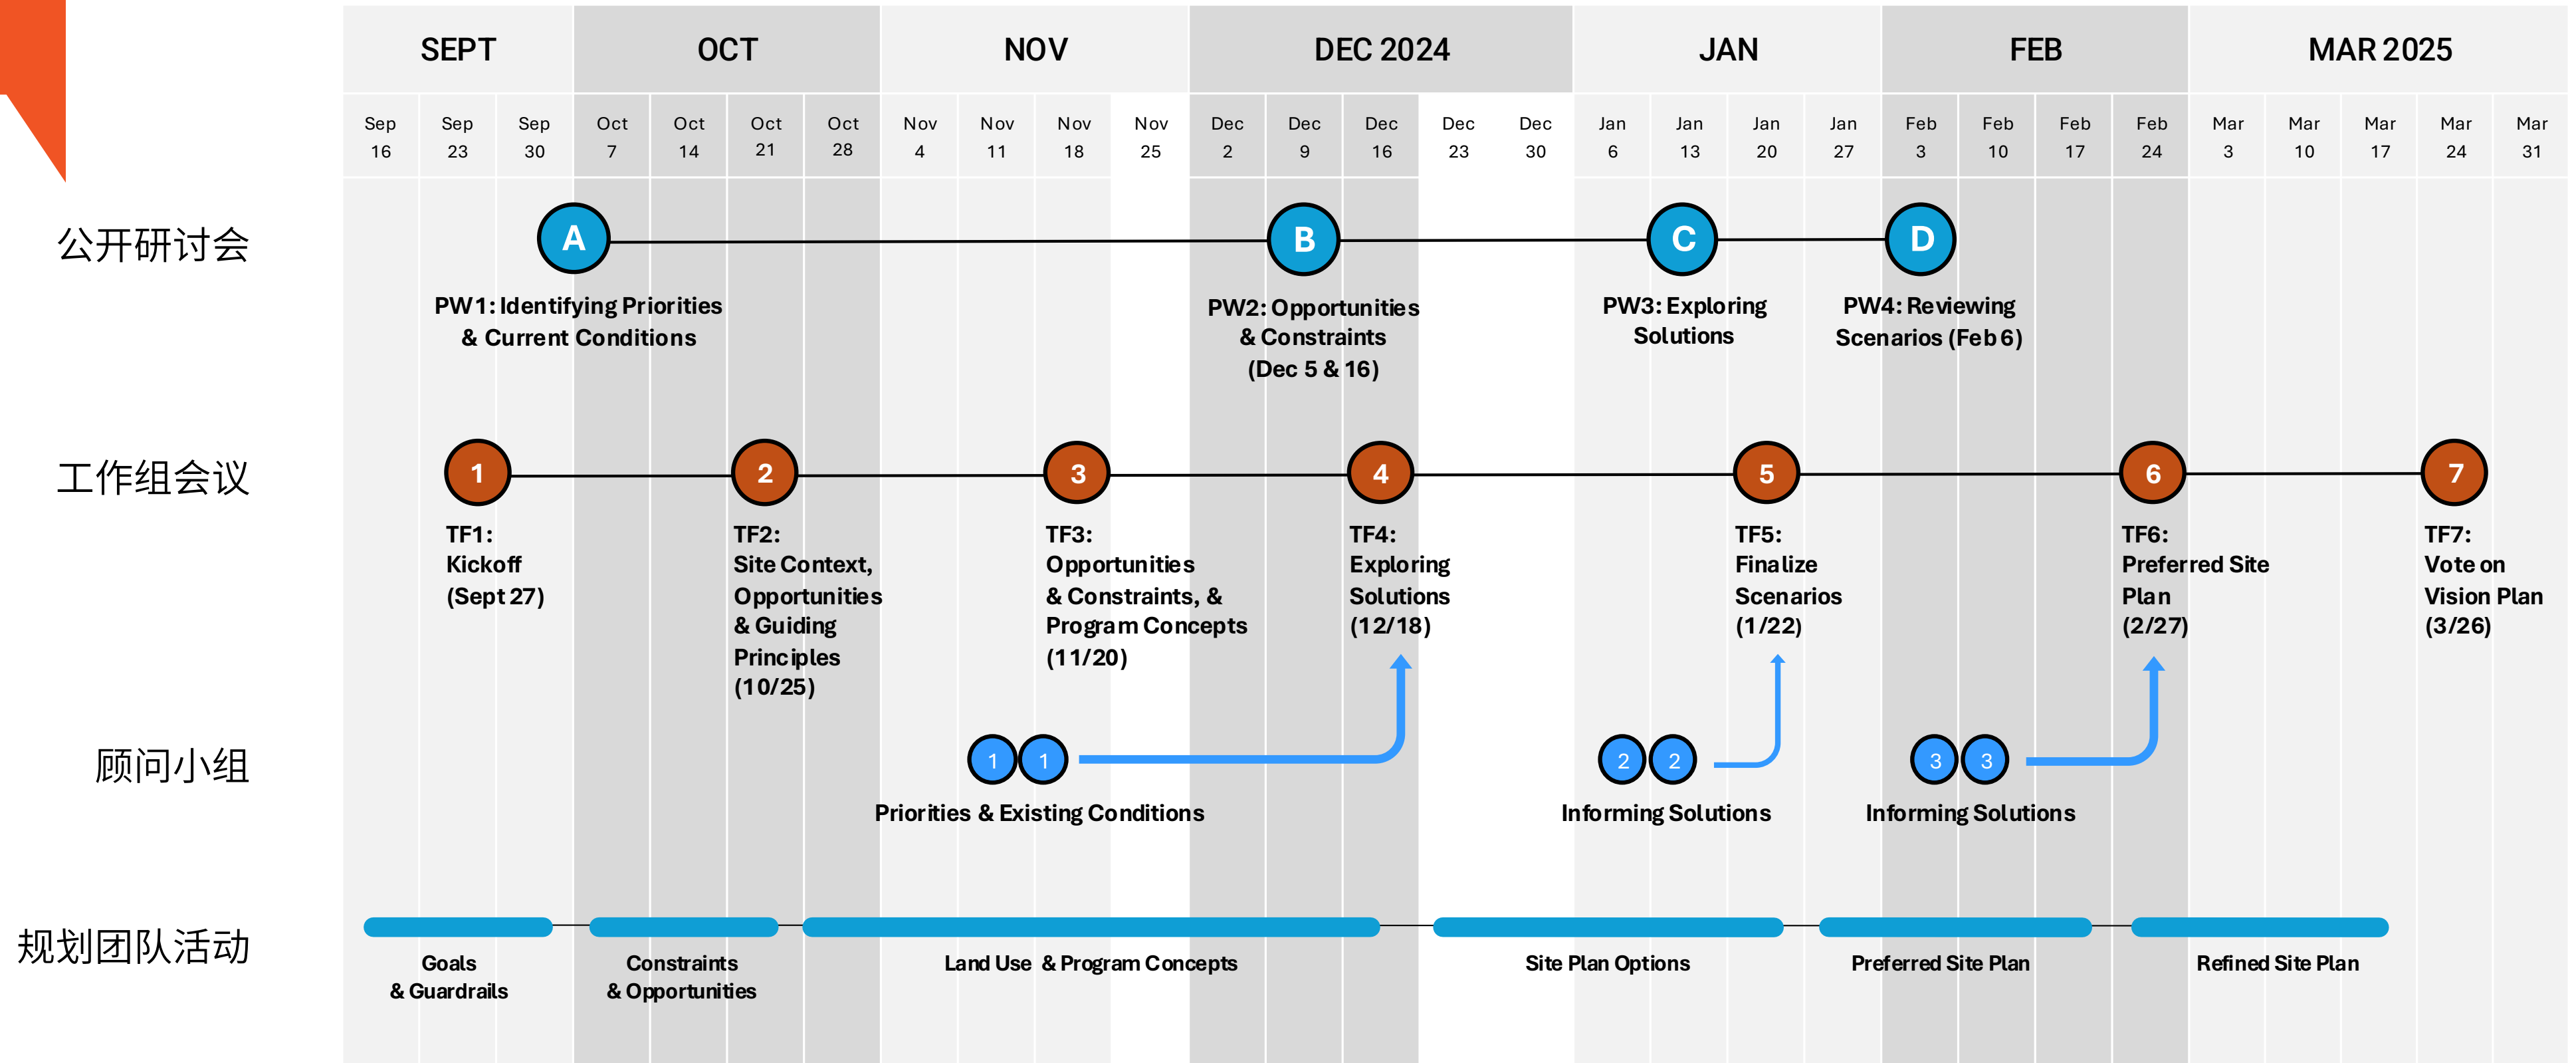 SEPT OCT NOV DEC 2024 JAN FEB MAR 2025
Sep Sep Sep Oct Oct Oct Oct Nov Nov Nov Nov Dec Dec Dec Dec Dec Jan Jan Jan Jan Feb Feb Feb Feb Mar Mar Mar Mar Mar
16 23 30 7 14 21 28 4 11 18 25 2 9 16 23 30 6 13 20 27 3 10 17 24 3 10 17 24 31
公开研讨会
A
PW1: Identifying Priorities
& Current Conditions
B
PW2: Opportunities
& Constraints
(Dec 5 & 16)
C
PW3: Exploring
Solutions
D
PW4: Reviewing
Scenarios (Feb 6)
工作组会议
1
TF1:
Kickoff
(Sept 27)
2
TF2:
Site Context,
Opportunities
& Guiding
Principles
(10/25)
3
TF3:
Opportunities
& Constraints, &
Program Concepts
(11/20)
4
TF4:
Exploring
Solutions
(12/18)
5
TF5:
Finalize
Scenarios
(1/22)
6
TF6:
Preferred Site
Plan
(2/27)
7
TF7:
Vote on
Vision Plan
(3/26)
顾问小组
1 1
Priorities & Existing Conditions
2 2
Informing Solutions
3 3
Informing Solutions
规划团队活动
Goals
& Guardrails
Constraints
& Opportunities
Land Use & Program Concepts
Site Plan Options
Preferred Site Plan
Refined Site Plan